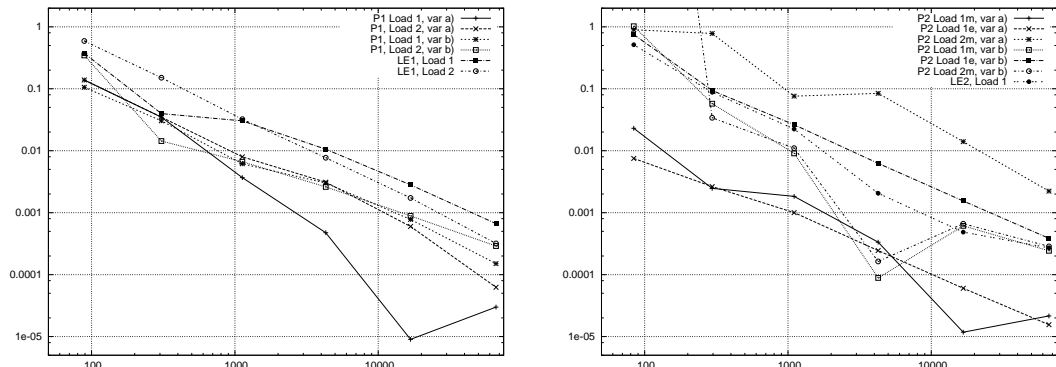 1
0.1
0.01
0.001
0.0001
1e-05
100
1000
10000
P1 Load 1, var a)
P1, Load 2, var a)
P1, Load 1, var b)
P1, Load 2, var b)
LE1, Load 1
LE1, Load 2
1
0.1
0.01
0.001
0.0001
1e-05
100
1000
10000
P2 Load 1m, var a)
P2 Load 1e, var a)
P2 Load 2m, var a)
P2 Load 1m, var b)
P2 Load 1e, var b)
P2 Load 2m, var b)
LE2, Load 1